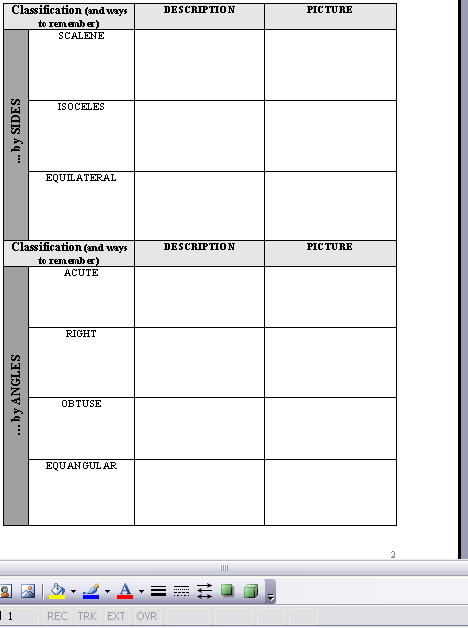 Classification (and ways to remember) DESCRIPTION PICTURE
... by SIDES
SCALENE
ISOCELES
EQUILATERAL
Classification (and ways to remember) DESCRIPTION PICTURE
... by ANGLES
ACUTE
RIGHT
OBTUSE
EQUANGULAR
2
1 REC TRK EXT OVR